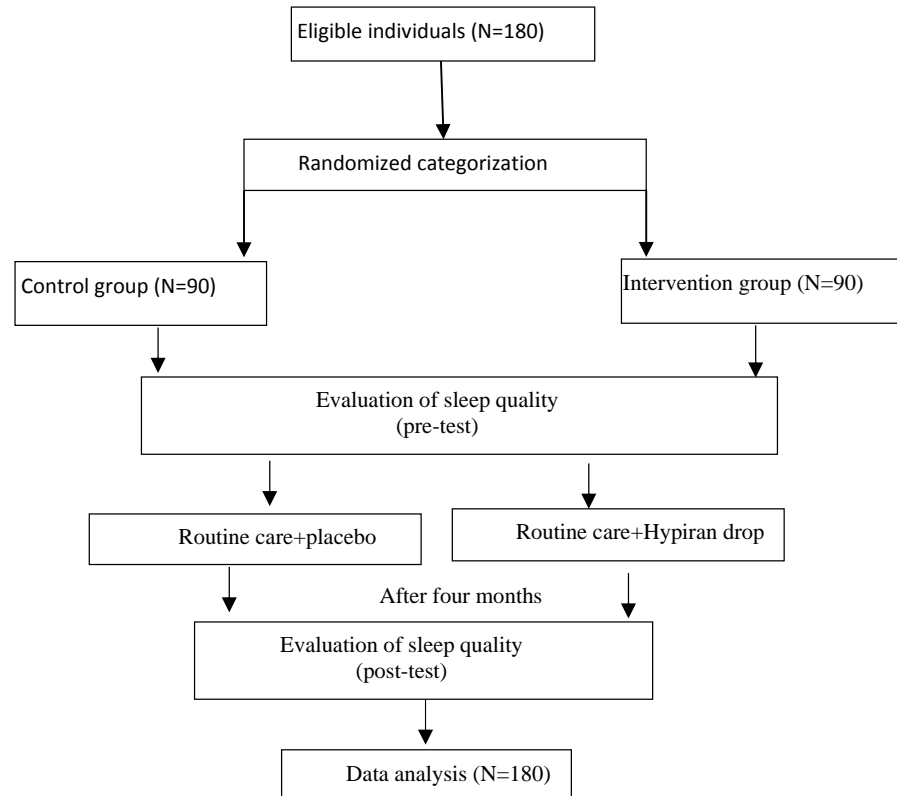 Eligible individuals (N=180)
Randomized categorization
Control group (N=90)
Intervention group (N=90)
Evaluation of sleep quality
(pre-test)
Routine care+placebo
Routine care+Hypiran drop
After four months
Evaluation of sleep quality
(post-test)
Data analysis (N=180)